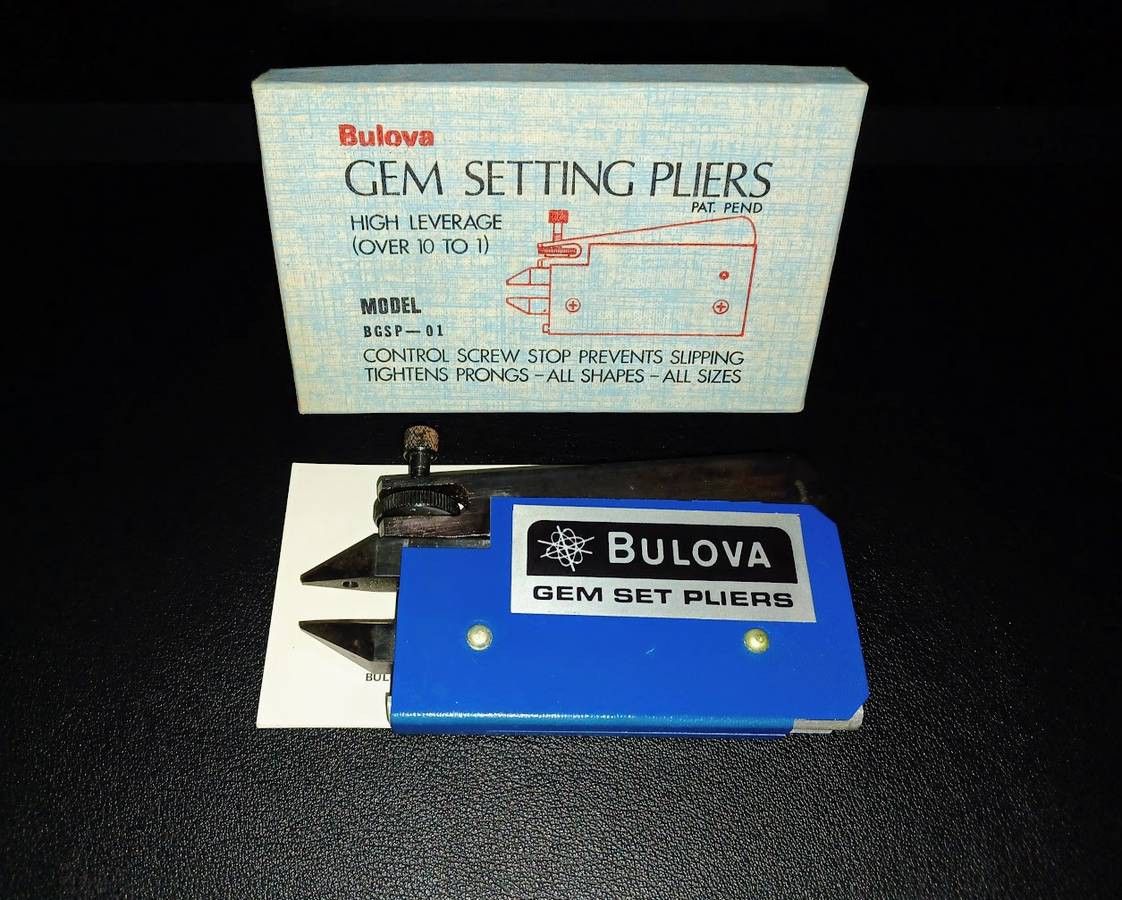 Bulova
GEM SETTING PLIERS
PAT. PEND
HIGH LEVERAGE
(OVER 10 TO 1)
MODEL
BGSP—01
CONTROL SCREW STOP PREVENTS SLIPPING
TIGHTENS PRONGS – ALL SHAPES – ALL SIZES
BULOVA
GEM SET PLIERS
BUL